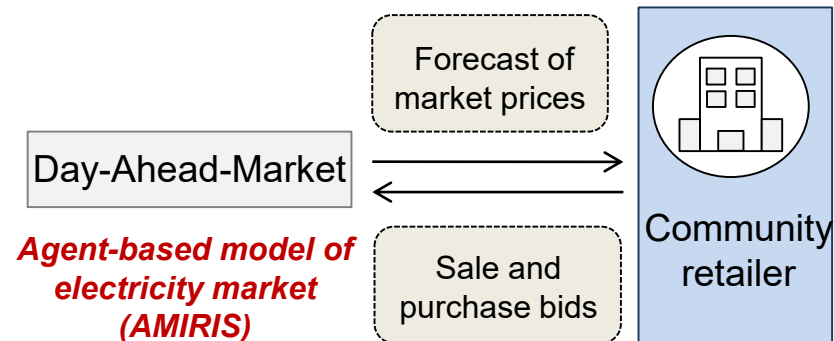 Forecast of
market prices
Day-Ahead-Market
Agent-based model of
electricity market
(AMIRIS)
Sale and
purchase bids
Community
retailer